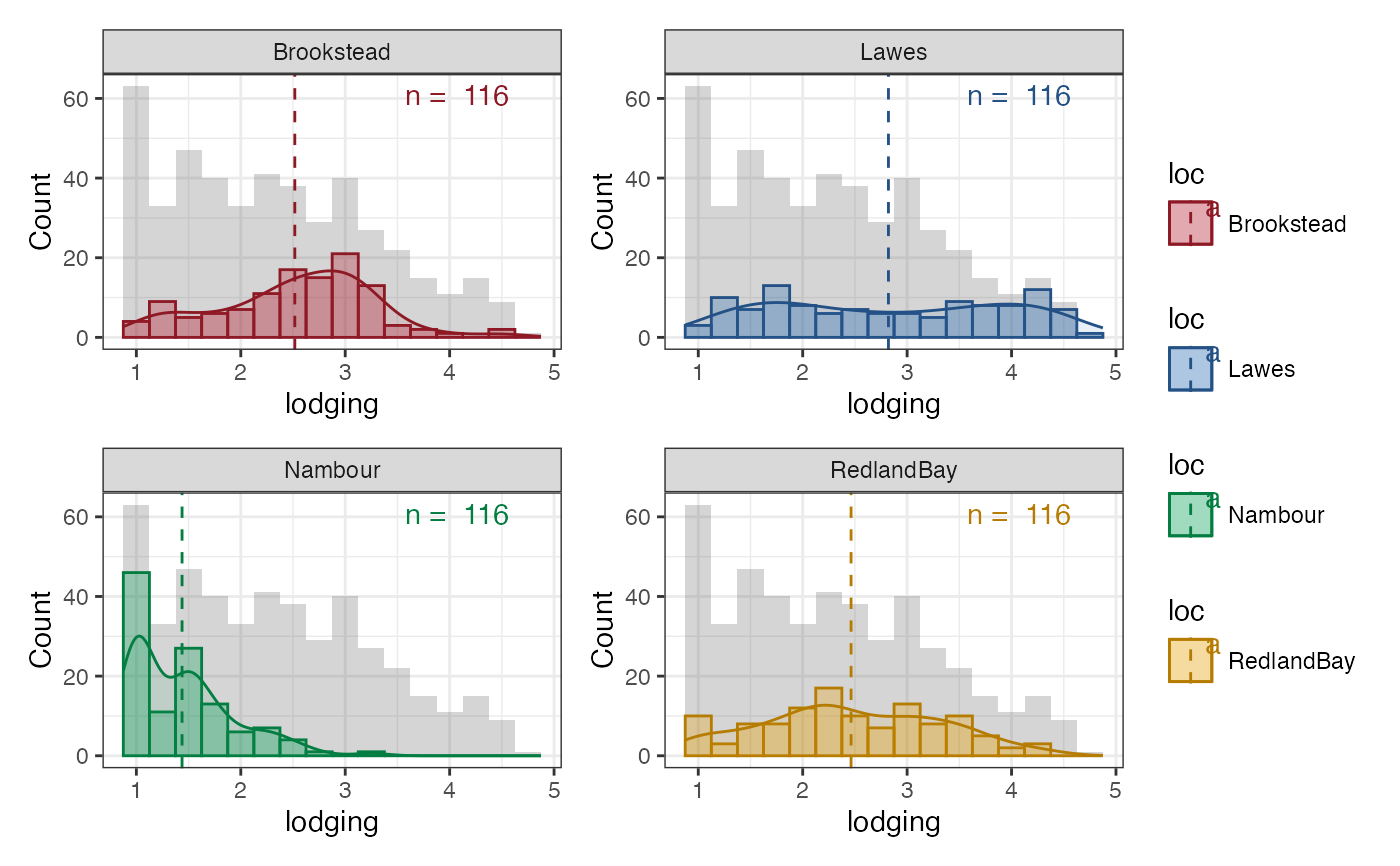 Brookstead
n =  116
60
40
20
0
Count
1 2 3 4 5
lodging
Lawes
n =  116
60
40
20
0
Count
1 2 3 4 5
lodging
Nambour
n =  116
60
40
20
0
Count
1 2 3 4 5
lodging
RedlandBay
n =  116
60
40
20
0
Count
1 2 3 4 5
lodging
loc
a Brookstead
loc
a Lawes
loc
a Nambour
loc
a RedlandBay